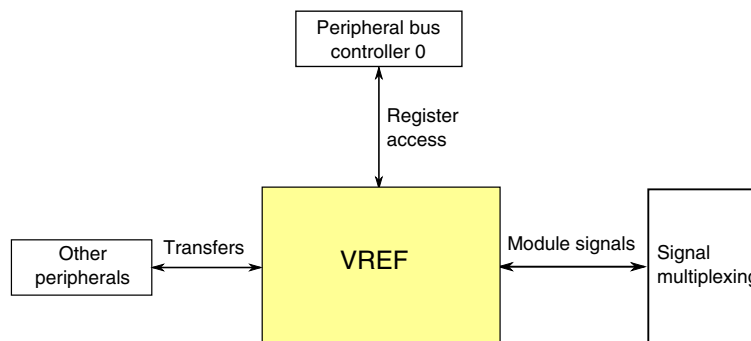 Peripheral bus
controller 0
Register
access
Other
peripherals
Transfers
VREF
Module signals
Signal
multiplexing